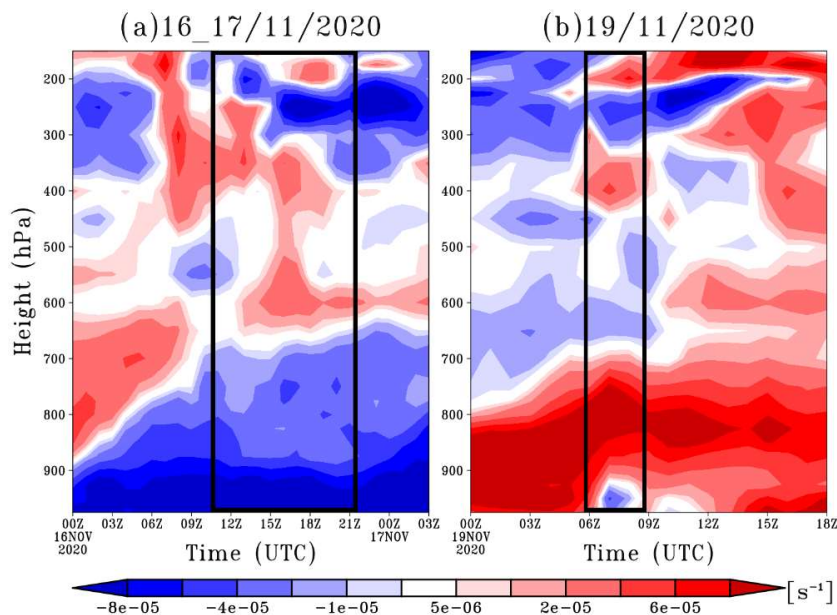 (a)16_17/11/2020
(b)19/11/2020
Height (hPa)
200
300
400
500
600
700
800
900
00Z 03Z 06Z 09Z 12Z 15Z 18Z 21Z 00Z 03Z
16NOV 17NOV
2020
Time (UTC)
200
300
400
500
600
700
800
900
00Z 03Z 06Z 09Z 12Z 15Z 18Z
19NOV
2020
Time (UTC)
[s⁻¹]
-8e-05 -4e-05 -1e-05 5e-06 2e-05 6e-05